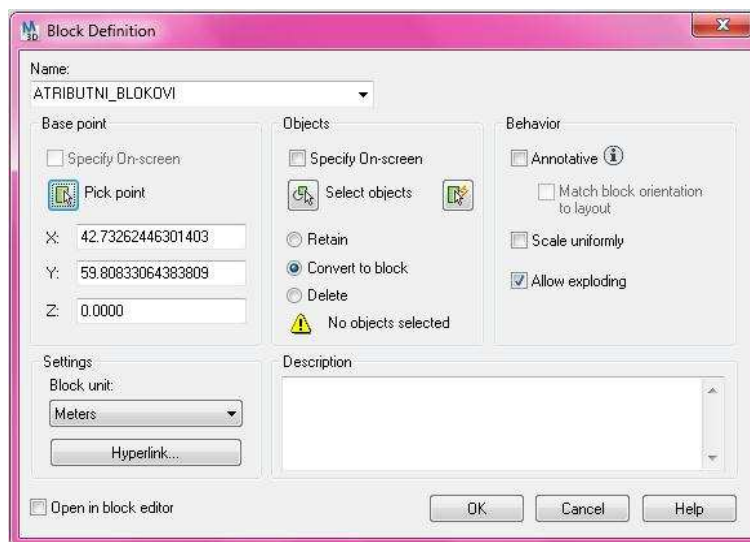 M
3D
Block Definition
Name:
ATRIBUTNI_BLOKOVI
Base point
Specify On-screen
Pick point
X: 42.73262446301403
Y: 59.80833064383809
Z: 0.0000
Objects
Specify On-screen
Select objects
Retain
Convert to block
Delete
No objects selected
Behavior
Annotative
Match block orientation
to layout
Scale uniformly
Allow exploding
Settings
Block unit:
Meters
Hyperlink...
Description
Open in block editor
OK
Cancel
Help